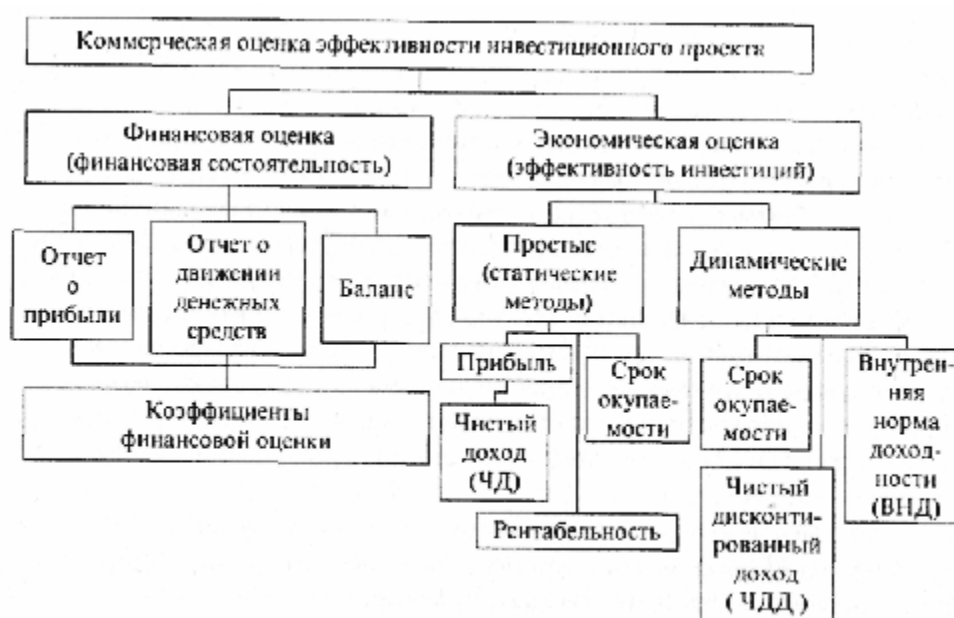 Коммерческая оценка эффективности инвестиционного проекта
Финансовая оценка
(финансовая состоятельность)
Экономическая оценка
(эффективность инвестиций)
Отчет
о
прибыли
Отчет о
движении
денежных
средств
Баланс
Простые
(статические
методы)
Динамические
методы
Коэффициенты
финансовой оценки
Прибыль
Чистый
доход
(ЧД)
Срок
окупае-
мости
Рентабельность
Срок
окупае-
мости
Чистый
дисконти-
рованный
доход
( ЧДД )
Внутрен-
няя
норма
доход-
ности
(ВНД)